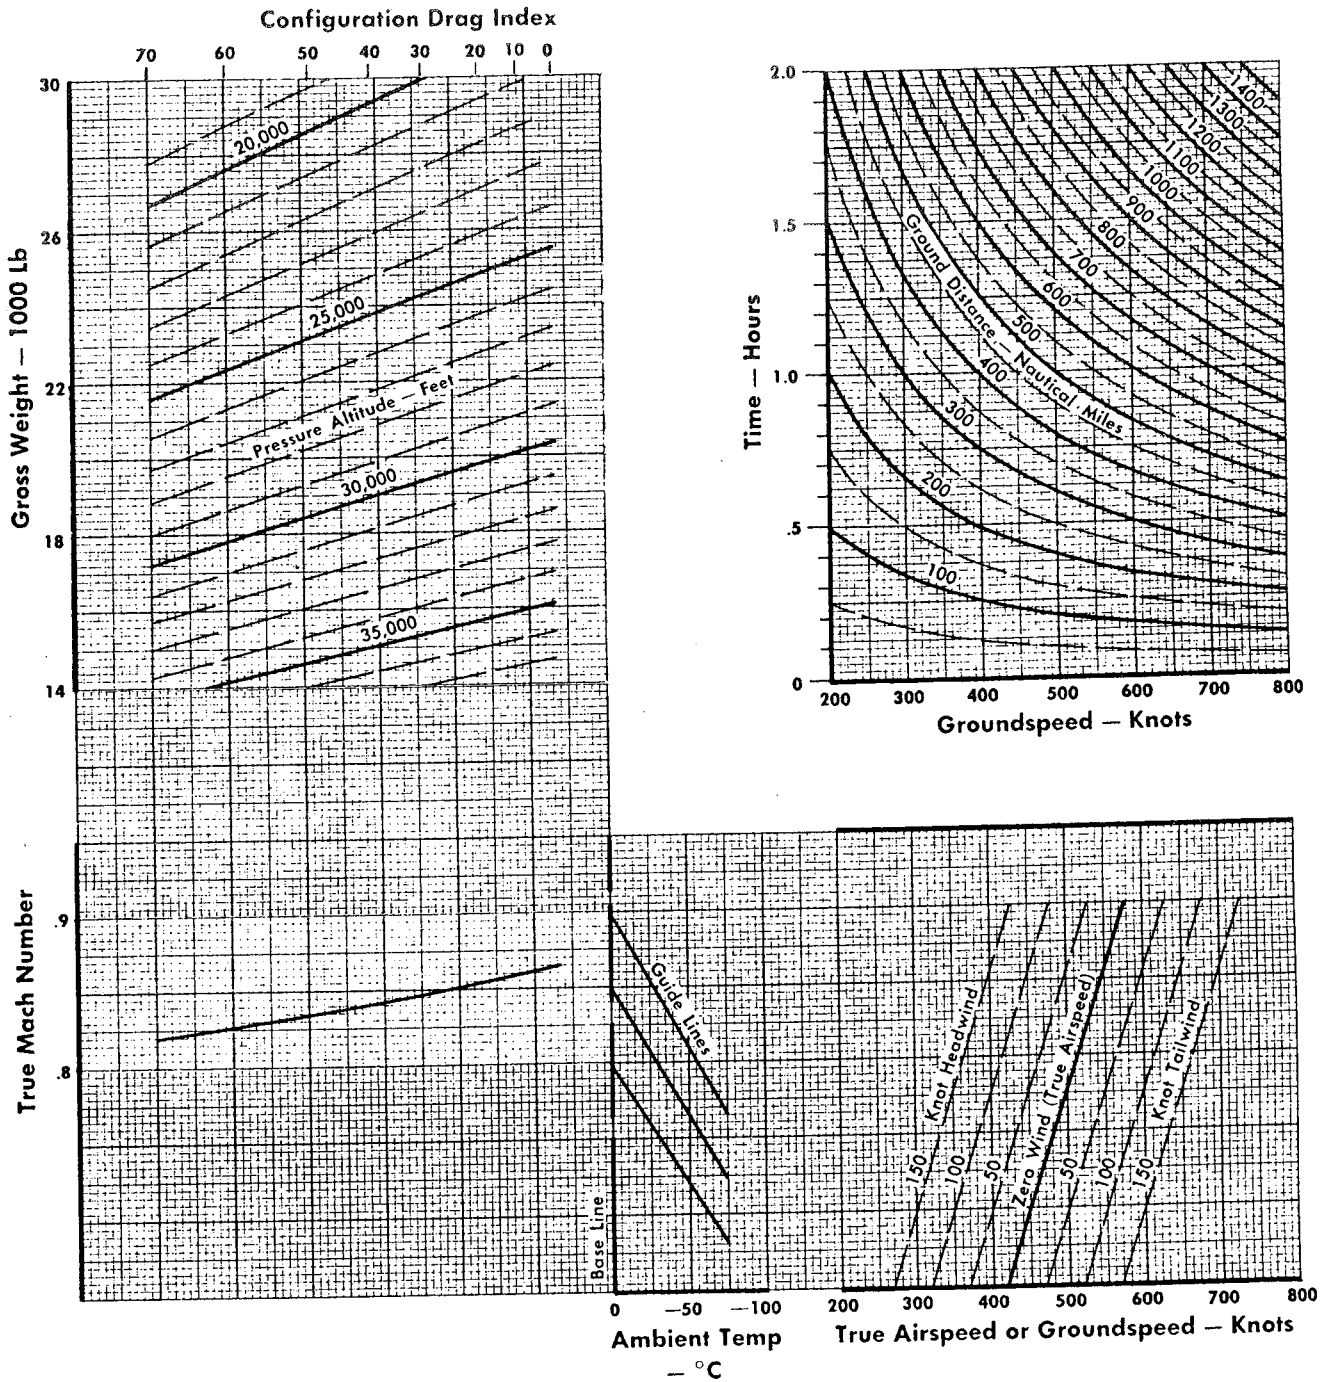 Configuration Drag Index
70 60 50 40 30 20 10 0
30
26
22
18
14
Gross Weight — 1000 Lb
20,000
25,000
Pressure Altitude — Feet
30,000
35,000
2.0
1.5
1.0
.5
0
Time — Hours
100
200
300
400
500
600
700
800
900
1000
1100
1200
1300
1400
Ground Distance — Nautical Miles
200 300 400 500 600 700 800
Groundspeed — Knots
.9
.8
True Mach Number
Base Line
Guide Lines
0 —50 —100
Ambient Temp
— °C
150 Knot Headwind
100
50
Zero Wind (True Airspeed)
50
100
150 Knot Tailwind
200 300 400 500 600 700 800
True Airspeed or Groundspeed — Knots